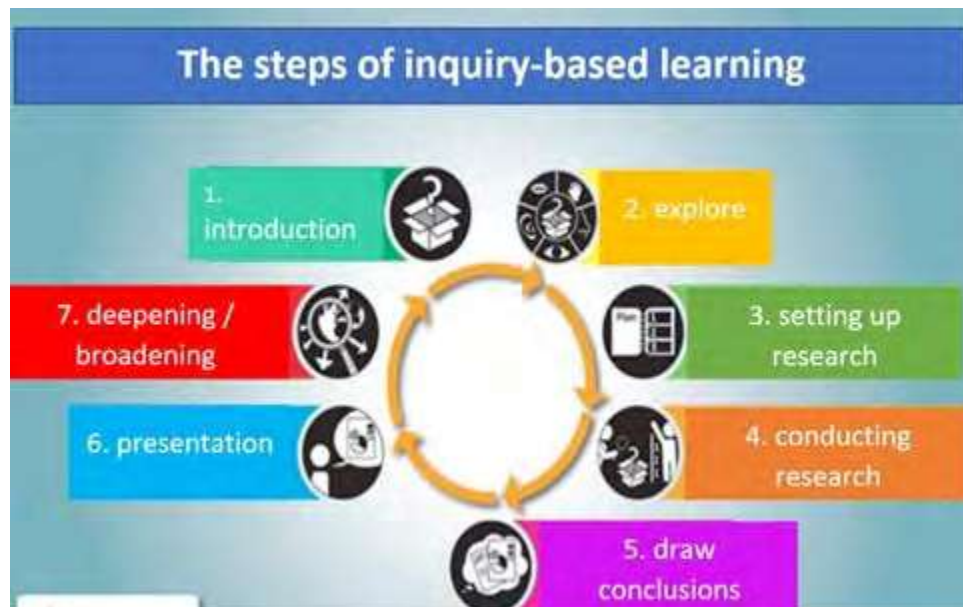 The steps of inquiry-based learning
1.
introduction
2. explore
3. setting up
research
4. conducting
research
5. draw
conclusions
6. presentation
7. deepening /
broadening
Plan